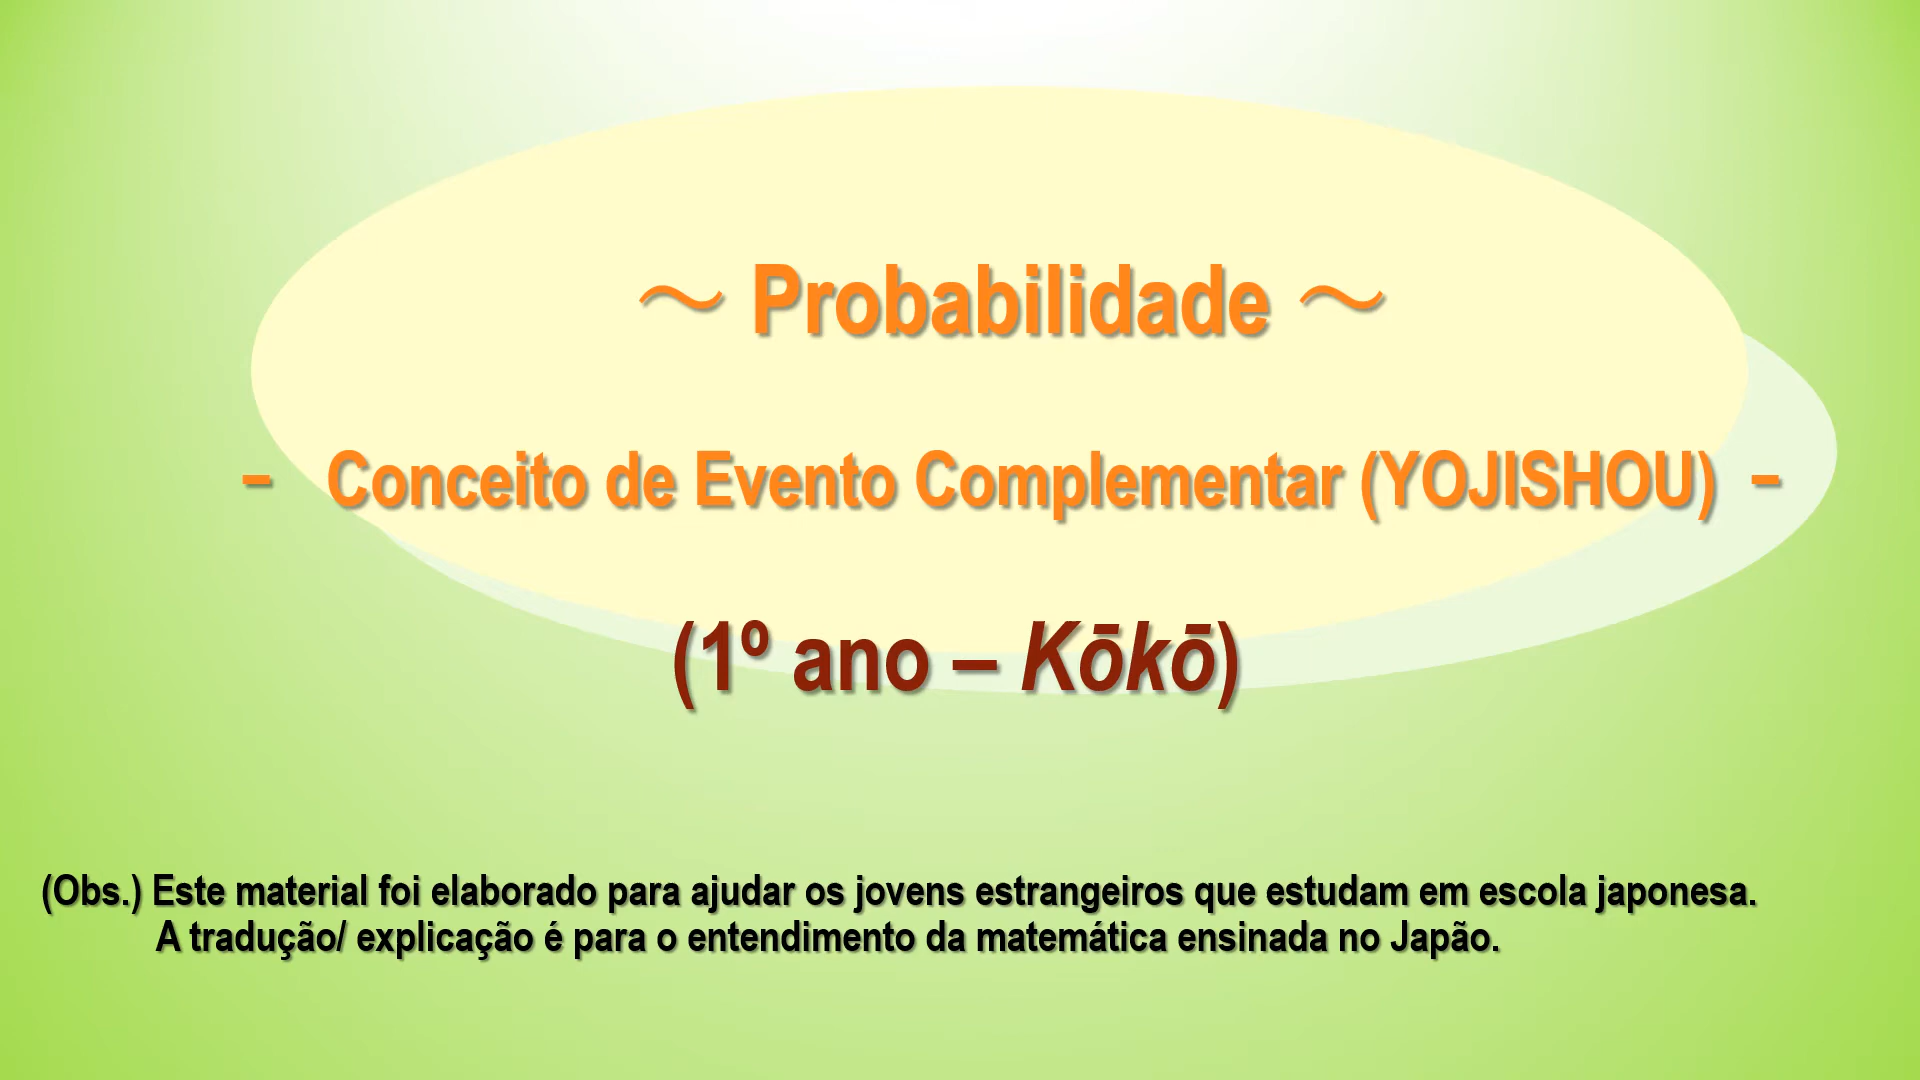 ～ Probabilidade ～
- Conceito de Evento Complementar (YOJISHOU) -
(1º ano – Kōkō)
(Obs.) Este material foi elaborado para ajudar os jovens estrangeiros que estudam em escola japonesa.
A tradução/ explicação é para o entendimento da matemática ensinada no Japão.